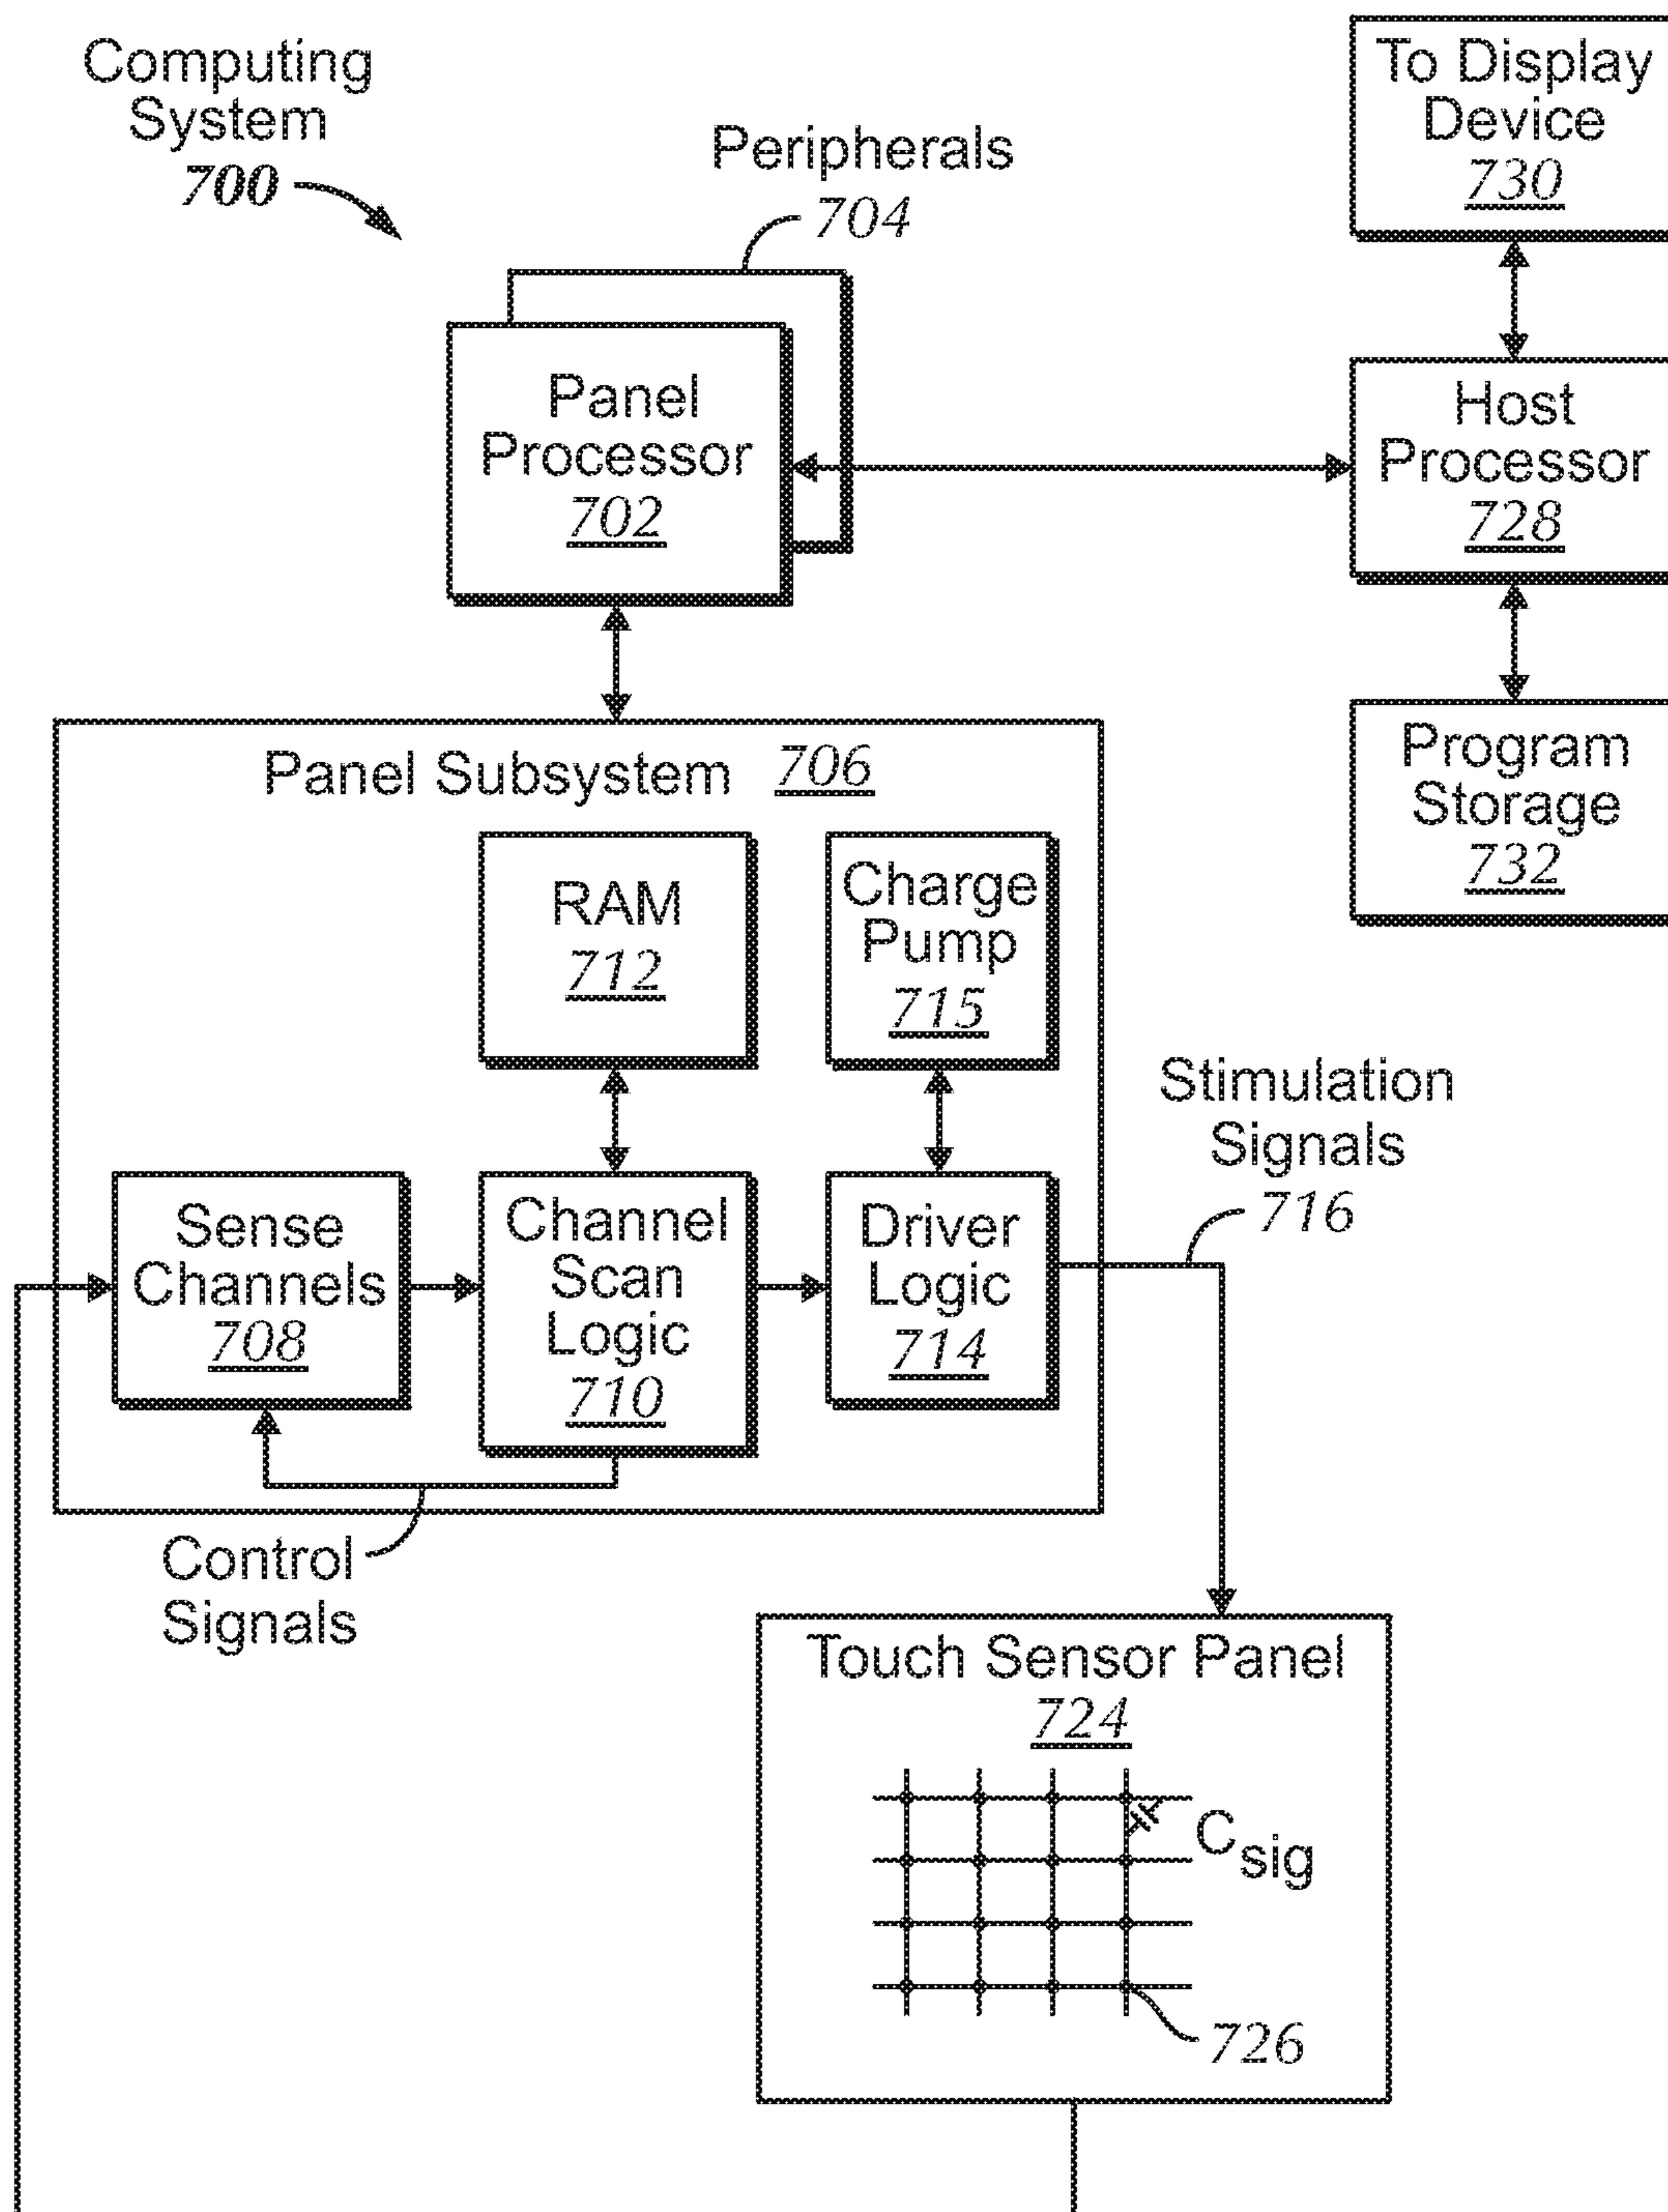 Computing
System
700
Peripherals
704
To Display
Device
730
Panel
Processor
702
Host
Processor
728
Program
Storage
732
Panel Subsystem 706
RAM
712
Charge
Pump
715
Sense
Channels
708
Channel
Scan
Logic
710
Driver
Logic
714
Stimulation
Signals
716
Control
Signals
Touch Sensor Panel
724
Csig
726